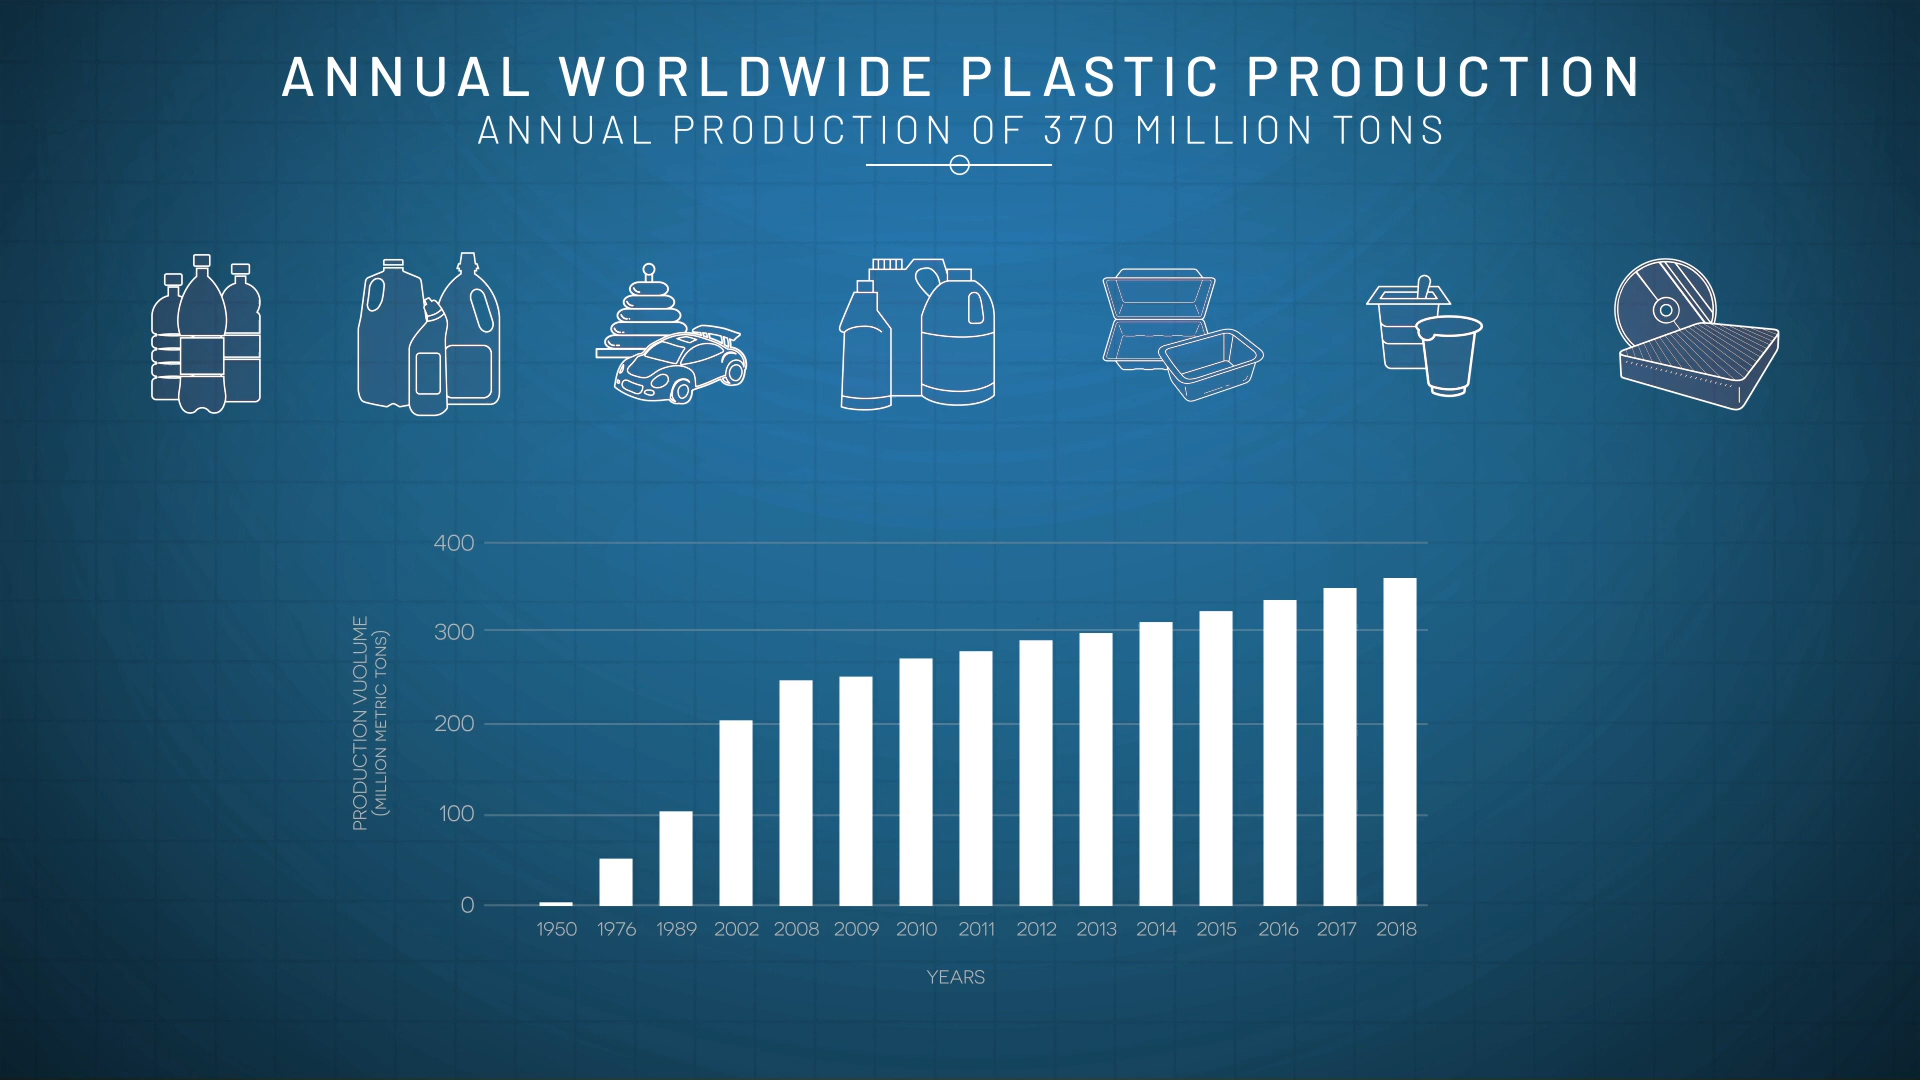 ANNUAL WORLDWIDE PLASTIC PRODUCTION
ANNUAL PRODUCTION OF 370 MILLION TONS
400
300
200
100
0
PRODUCTION VUOLUME
(MILLION METRIC TONS)
1950 1976 1989 2002 2008 2009 2010 2011 2012 2013 2014 2015 2016 2017 2018
YEARS